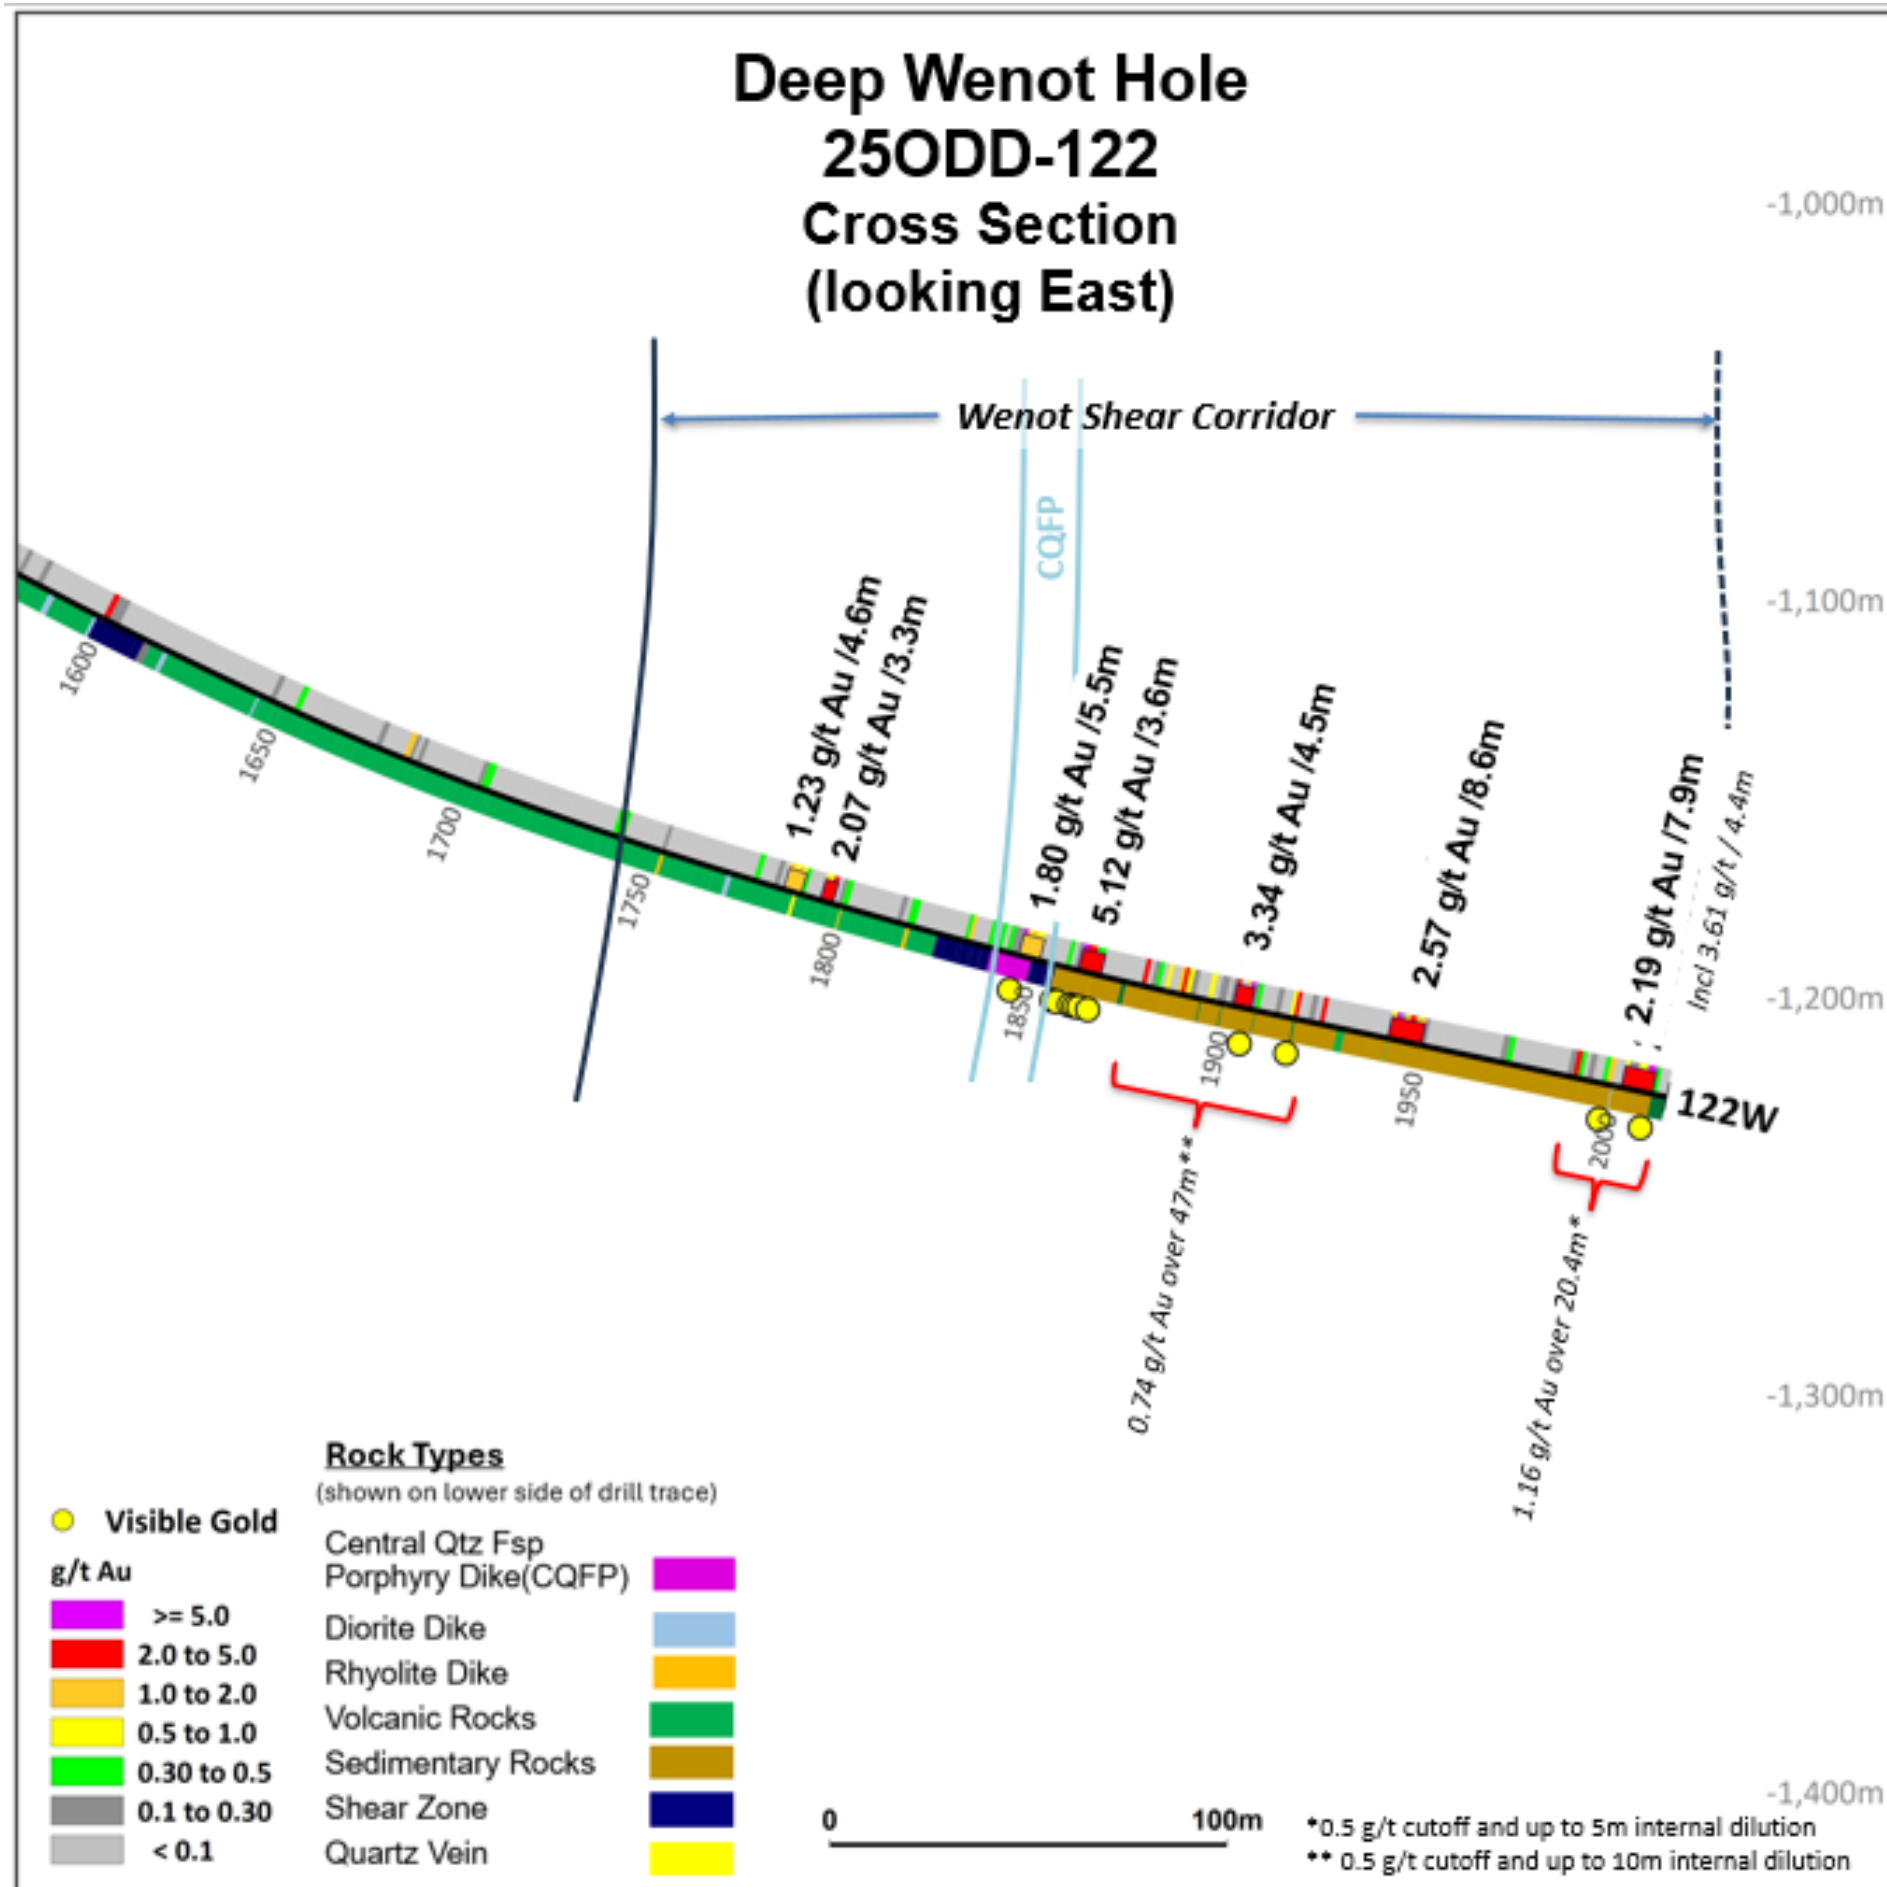 Deep Wenot Hole
25ODD-122
Cross Section
(looking East)
-1,000m
Wenot Shear Corridor
CQFP
-1,100m
1600
1650
1700
1750
1800
1850
1900
1950
2000
1.23 g/t Au /4.6m
2.07 g/t Au /3.3m
1.80 g/t Au /5.5m
5.12 g/t Au /3.6m
3.34 g/t Au /4.5m
2.57 g/t Au /8.6m
2.19 g/t Au /7.9m
Incl 3.61 g/t / 4.4m
-1,200m
122W
0.74 g/t Au over 47m**
1.16 g/t Au over 20.4m*
-1,300m
Visible Gold
g/t Au
>= 5.0
2.0 to 5.0
1.0 to 2.0
0.5 to 1.0
0.30 to 0.5
0.1 to 0.30
< 0.1
Rock Types
(shown on lower side of drill trace)
Central Qtz Fsp
Porphyry Dike(CQFP)
Diorite Dike
Rhyolite Dike
Volcanic Rocks
Sedimentary Rocks
Shear Zone
Quartz Vein
0 100m
-1,400m
*0.5 g/t cutoff and up to 5m internal dilution
** 0.5 g/t cutoff and up to 10m internal dilution